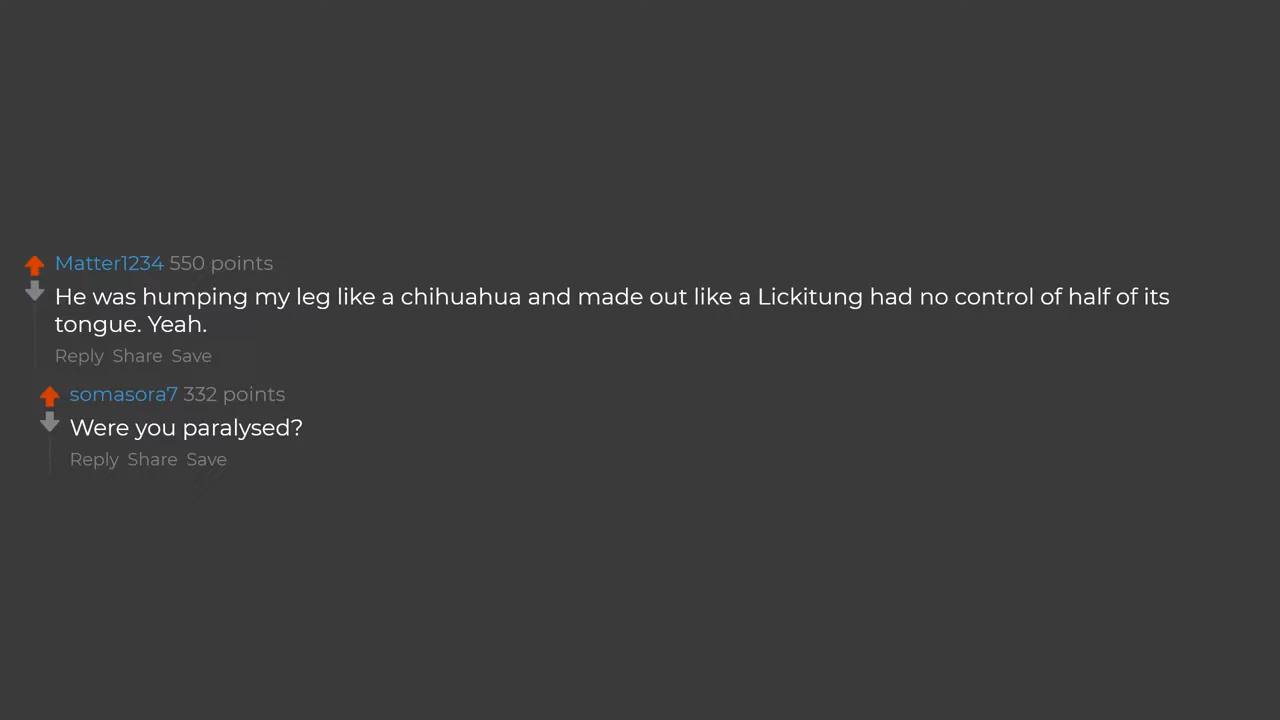 Matter1234 550 points
He was humping my leg like a chihuahua and made out like a Lickitung had no control of half of its
tongue. Yeah.
Reply Share Save
somasora7 332 points
Were you paralysed?
Reply Share Save